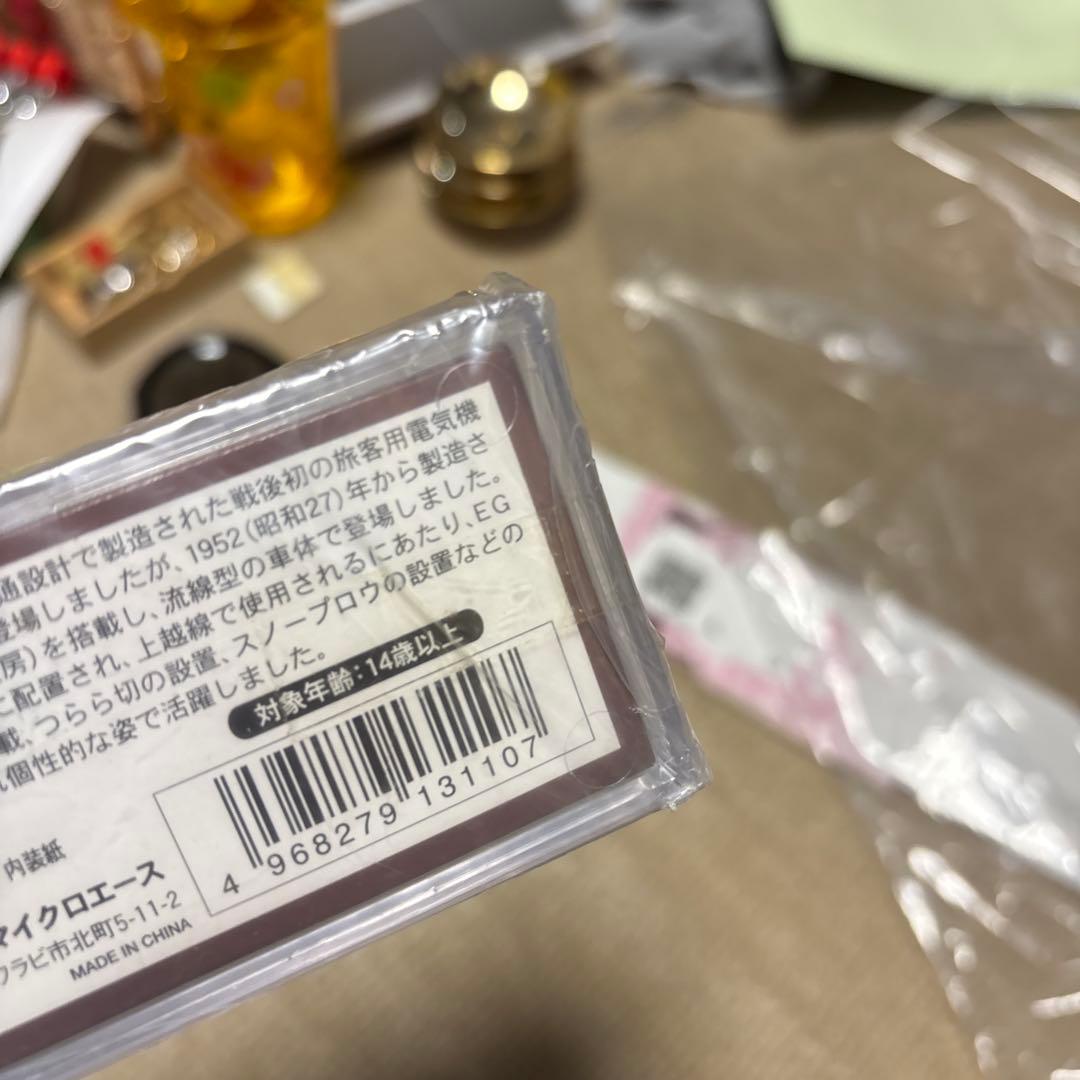 通設計で製造された戦後初の旅客用電気機
登場しましたが、1952(昭和27)年から製造さ
房)を搭載し、流線型の車体で登場しました。
に配置され、上越線で使用されるにあたり、EG
載、つらら切の設置、スノープロウの設置などの
個性的な姿で活躍しました。
対象年齢:14歳以上
4 968279 131107
内装紙
マイクロエース
ワラビ市北町5-11-2
MADE IN CHINA